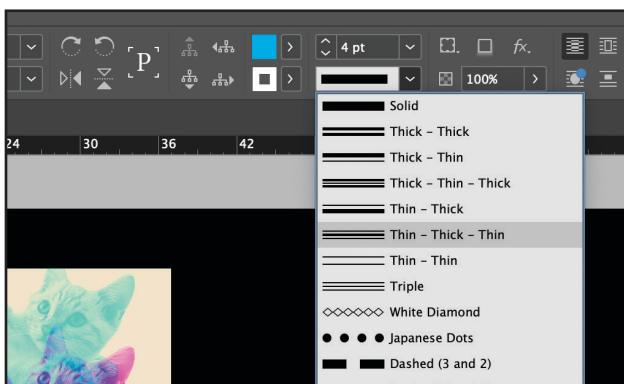 P
4 pt
fx.
100%
24 30 36 42
Solid
Thick – Thick
Thick – Thin
Thick – Thin – Thick
Thin – Thick
Thin – Thick – Thin
Thin – Thin
Triple
White Diamond
Japanese Dots
Dashed (3 and 2)